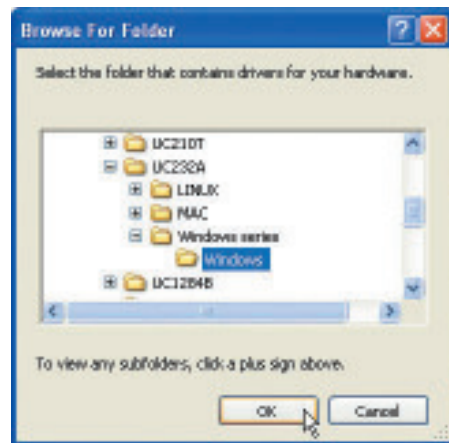 Browse For Folder
Select the folder that contains drivers for your hardware.
UC210T
UC232A
LINUX
MAC
Windows series
Windows
UC1284B
To view any subfolders, click a plus sign above.
OK
Cancel